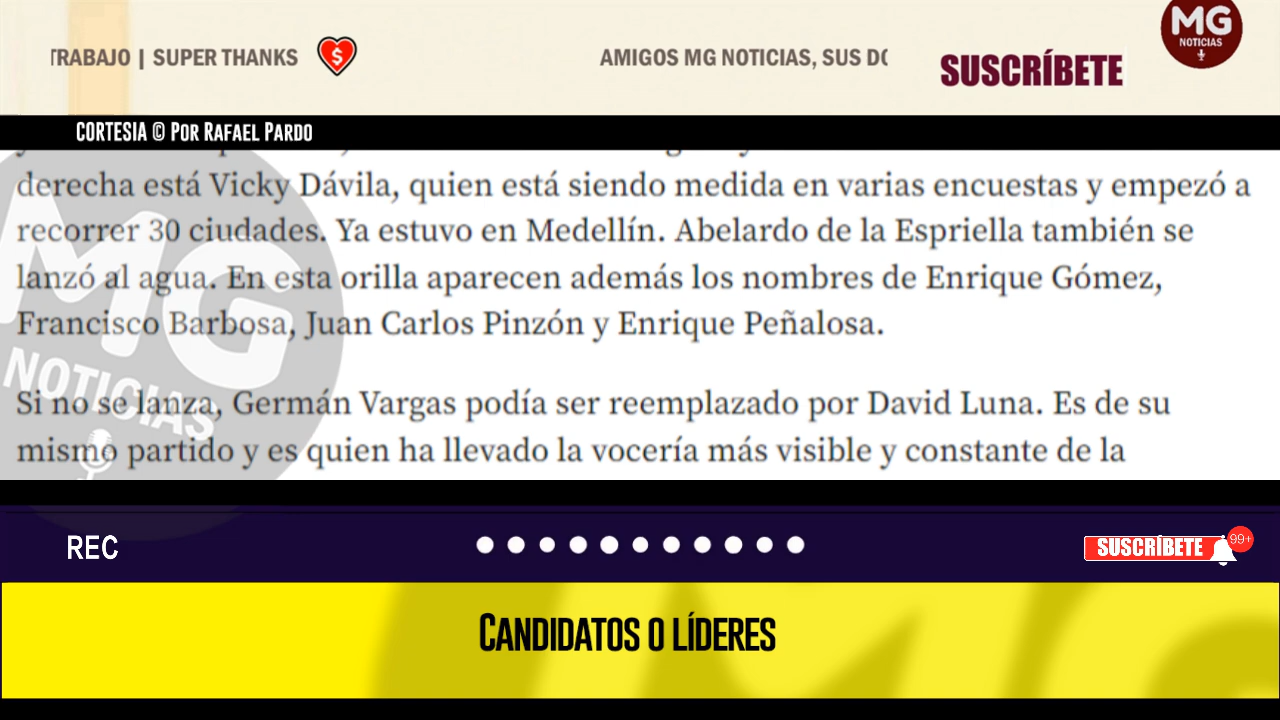 TRABAJO | SUPER THANKS
AMIGOS MG NOTICIAS, SUS DO
SUSCRÍBETE
MG
NOTICIAS
CORTESIA © POR RAFAEL PARDO
derecha está Vicky Dávila, quien está siendo medida en varias encuestas y empezó a
recorrer 30 ciudades. Ya estuvo en Medellín. Abelardo de la Espriella también se
lanzó al agua. En esta orilla aparecen además los nombres de Enrique Gómez,
Francisco Barbosa, Juan Carlos Pinzón y Enrique Peñalosa.
MG
NOTICIAS
Si no se lanza, Germán Vargas podía ser reemplazado por David Luna. Es de su
mismo partido y es quien ha llevado la vocería más visible y constante de la
REC
SUSCRÍBETE
99+
CANDIDATOS O LÍDERES